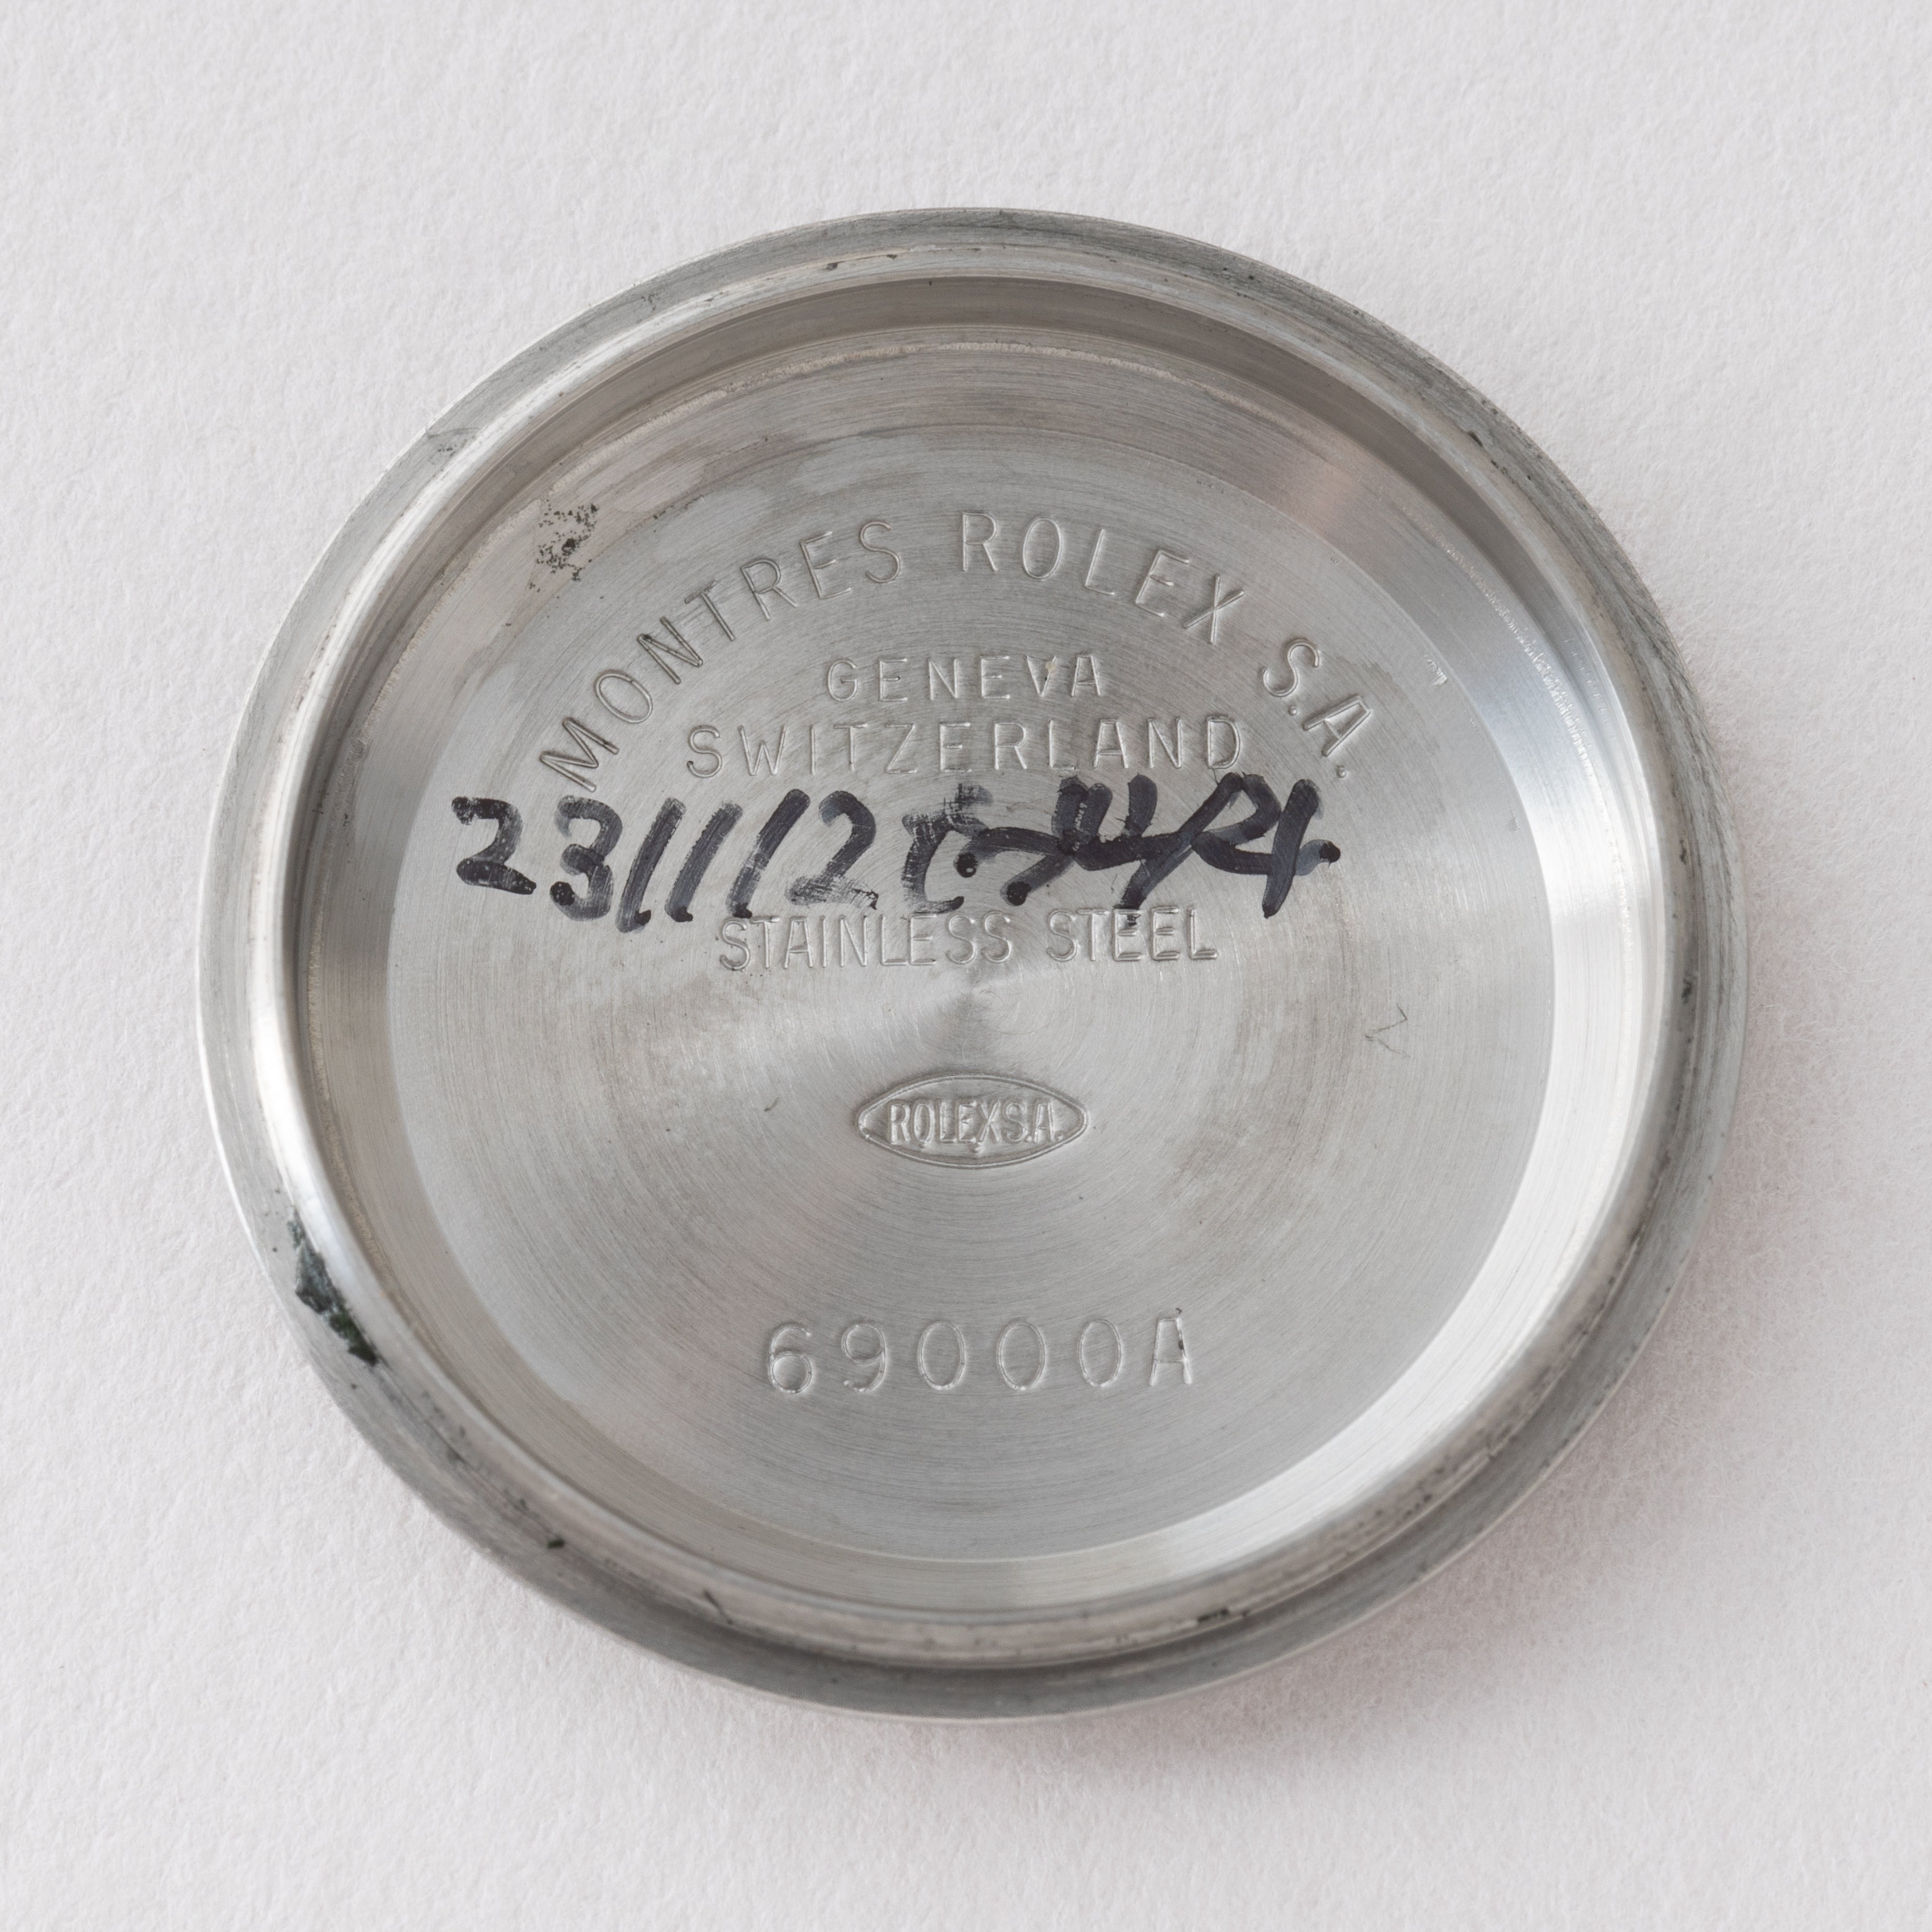 MONTRES ROLEX S.A.
GENEVA
SWITZERLAND
STAINLESS STEEL
ROLEX S.A.
69000A